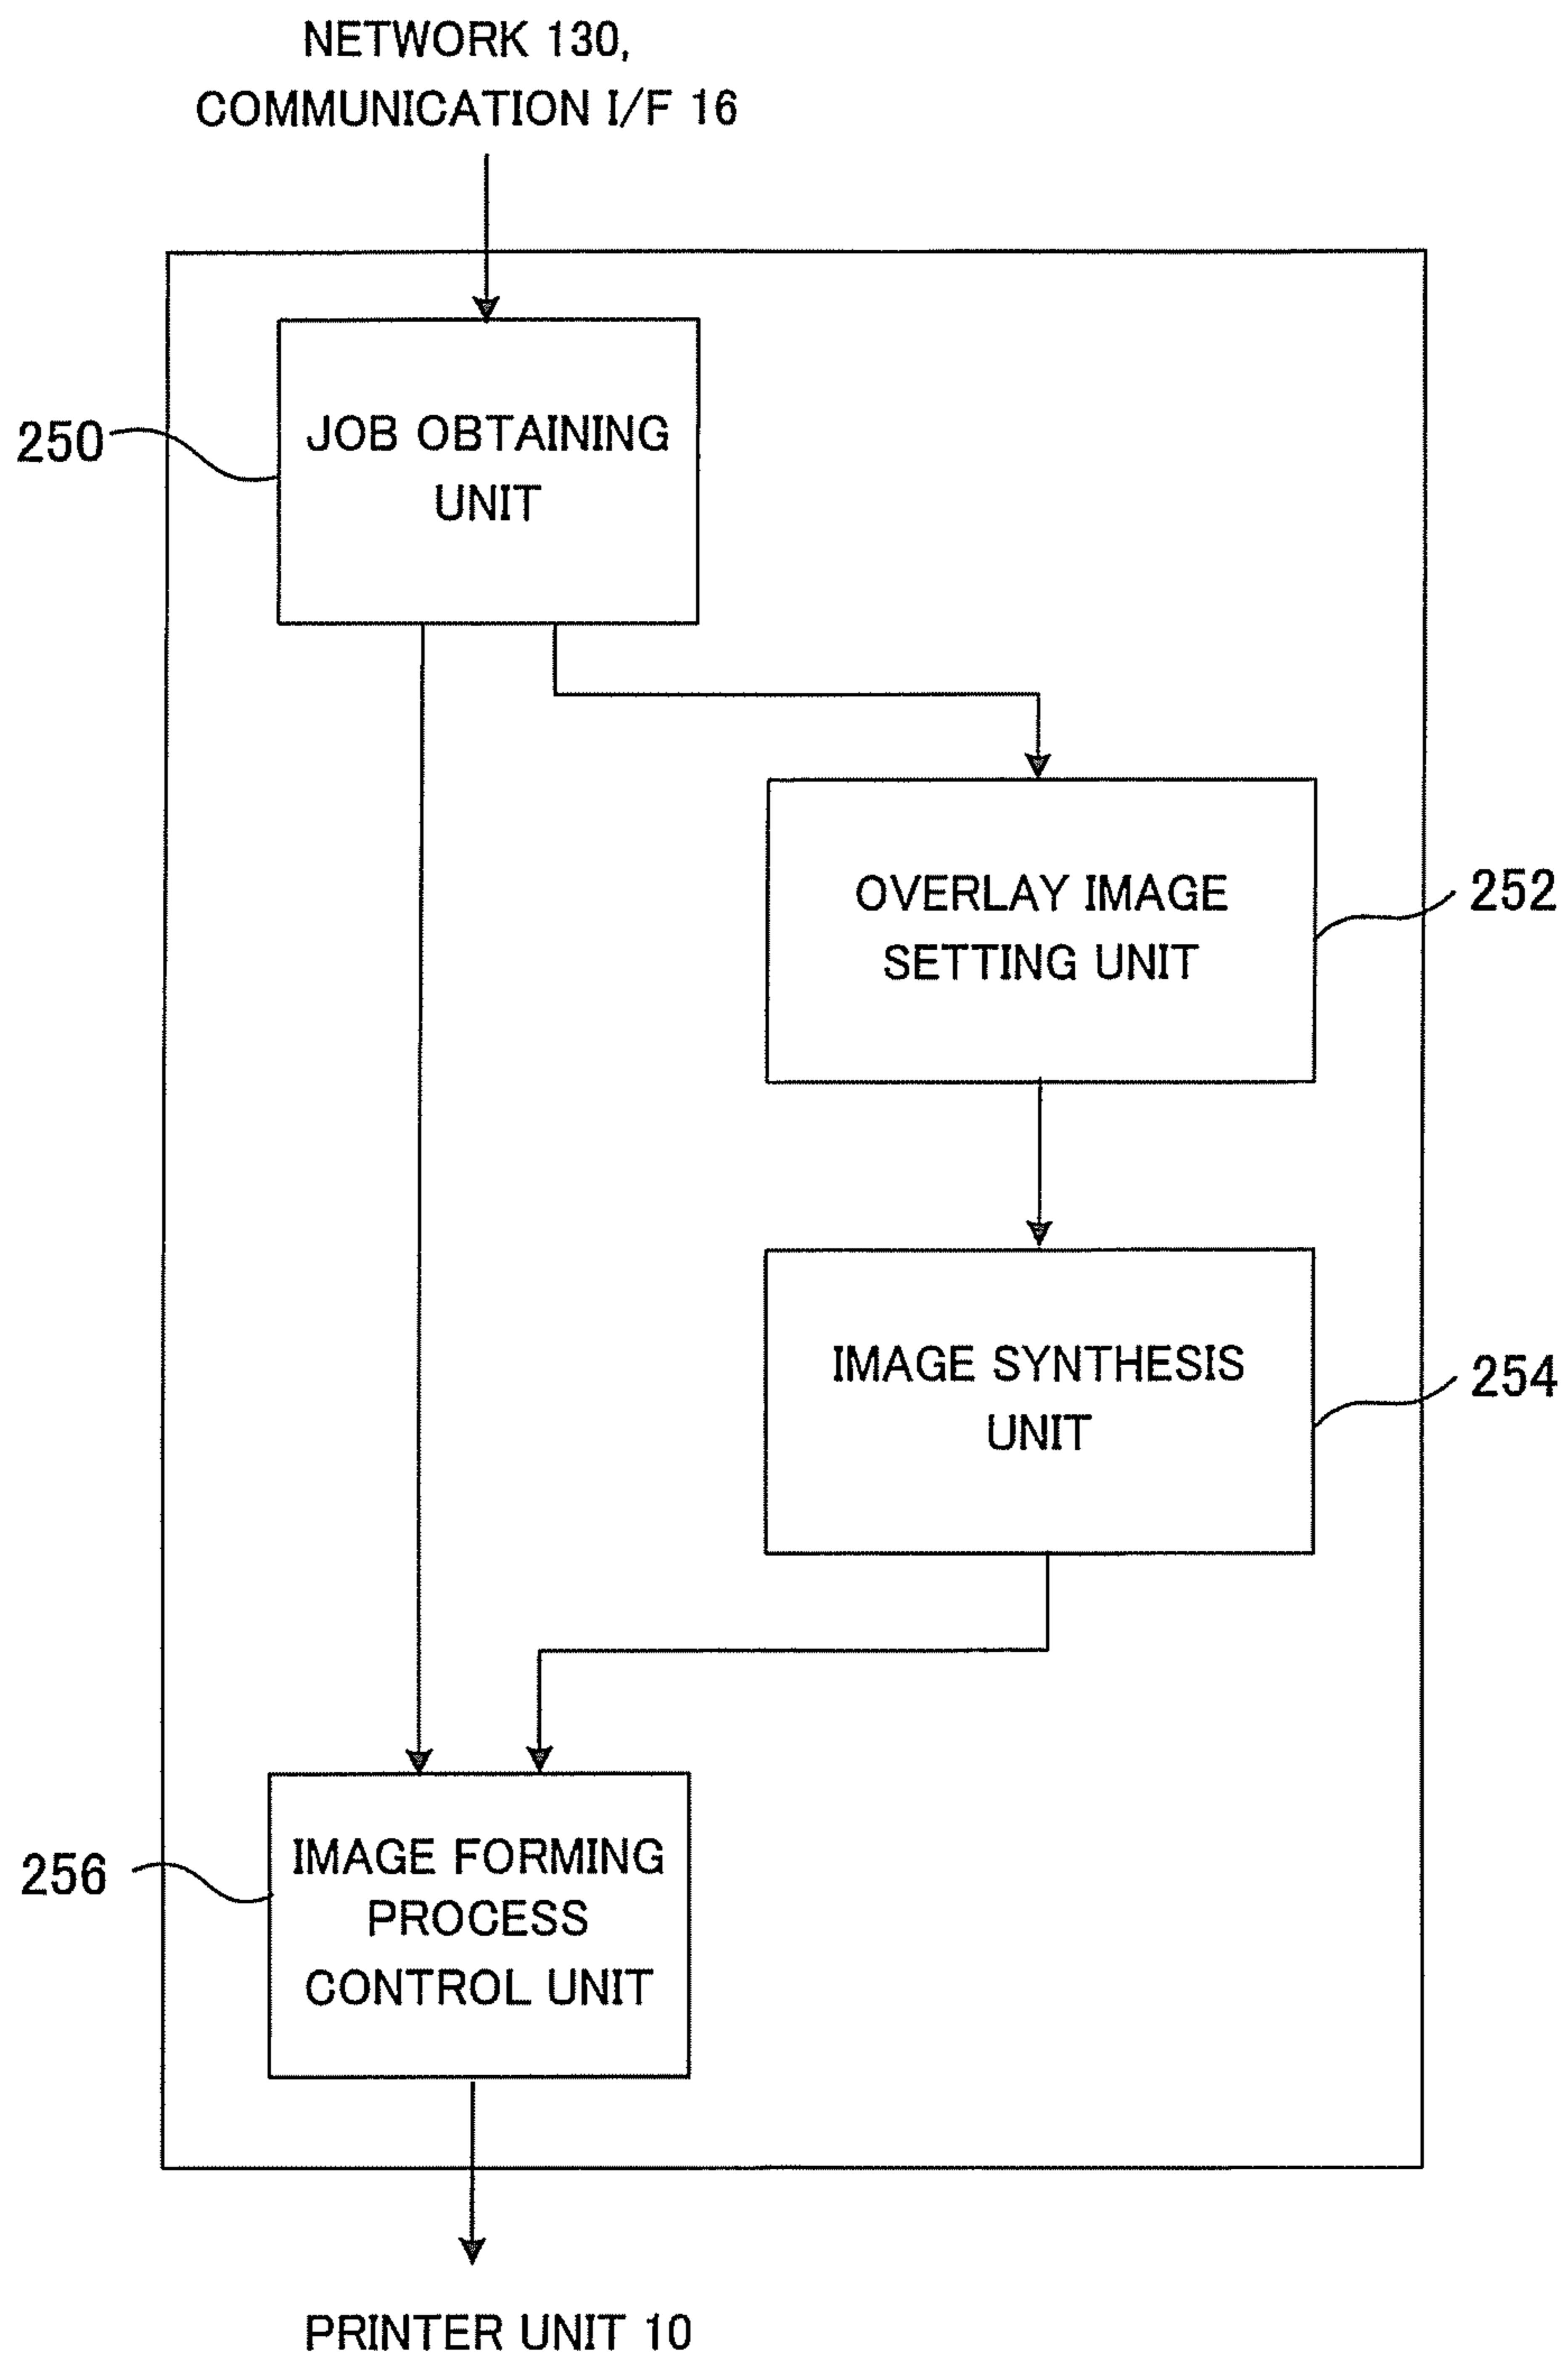 NETWORK 130,
COMMUNICATION I/F 16
250
JOB OBTAINING
UNIT
OVERLAY IMAGE
SETTING UNIT
252
IMAGE SYNTHESIS
UNIT
254
256
IMAGE FORMING
PROCESS
CONTROL UNIT
PRINTER UNIT 10